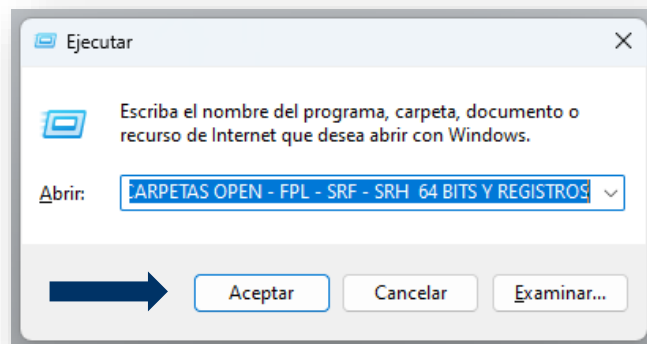 Ejecutar
Escriba el nombre del programa, carpeta, documento o
recurso de Internet que desea abrir con Windows.
Abrir:
CARPETAS OPEN - FPL - SRF - SRH  64 BITS Y REGISTROS
Aceptar
Cancelar
Examinar...